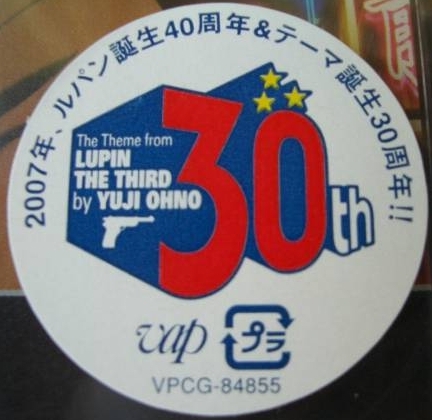 2007年、ルパン誕生40周年&テーマ誕生30周年!!
The Theme from
LUPIN
THE THIRD
by YUJI OHNO
30th
vap
プラ
VPCG-84855